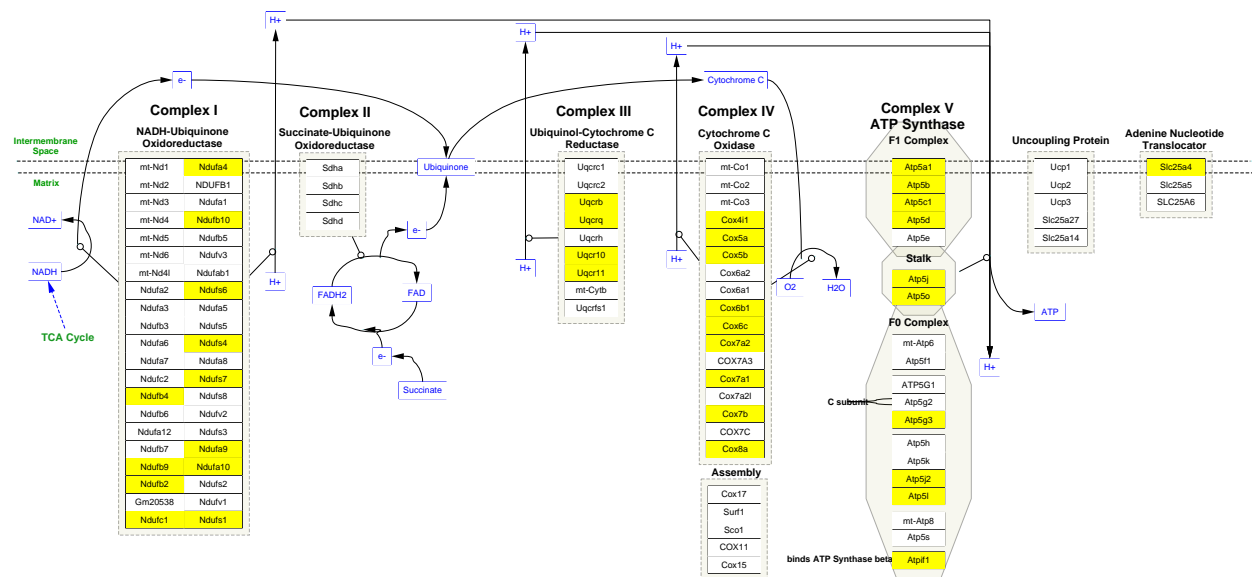 H+
H+
H+
e-
Cytochrome C
Complex I
NADH-Ubiquinone
Oxidoreductase
Complex II
Succinate-Ubiquinone
Oxidoreductase
Complex III
Ubiquinol-Cytochrome C
Reductase
Complex IV
Cytochrome C
Oxidase
Complex V
ATP Synthase
F1 Complex
Uncoupling Protein
Adenine Nucleotide
Translocator
Intermembrane
Space
Matrix
Ubiquinone
NAD+
NADH
TCA Cycle
mt-Nd1 Ndufa4
mt-Nd2 NDUFB1
mt-Nd3 Ndufa1
mt-Nd4 Ndufb10
mt-Nd5 Ndufb5
mt-Nd6 Ndufv3
mt-Nd4l Ndufab1
Ndufa2 Ndufs6
Ndufa3 Ndufa5
Ndufb3 Ndufs5
Ndufa6 Ndufs4
Ndufa7 Ndufa8
Ndufc2 Ndufs7
Ndufb4 Ndufs8
Ndufb6 Ndufv2
Ndufa12 Ndufs3
Ndufb7 Ndufa9
Ndufb9 Ndufa10
Ndufb2 Ndufs2
Gm20538 Ndufv1
Ndufc1 Ndufs1
H+
Sdha
Sdhb
Sdhc
Sdhd
e-
FADH2
FAD
e-
Succinate
H+
Uqcrc1
Uqcrc2
Uqcrb
Uqcrq
Uqcrh
Uqcr10
Uqcr11
mt-Cytb
Uqcrfs1
H+
mt-Co1
mt-Co2
mt-Co3
Cox4i1
Cox5a
Cox5b
Cox6a2
Cox6a1
Cox6b1
Cox6c
Cox7a2
COX7A3
Cox7a1
Cox7a2l
Cox7b
COX7C
Cox8a
Assembly
Cox17
Surf1
Sco1
COX11
Cox15
O2
H2O
Atp5a1
Atp5b
Atp5c1
Atp5d
Atp5e
Stalk
Atp5j
Atp5o
F0 Complex
mt-Atp6
Atp5f1
ATP5G1
C subunit
Atp5g2
Atp5g3
Atp5h
Atp5k
Atp5j2
Atp5l
mt-Atp8
Atp5s
binds ATP Synthase beta
Atpif1
ATP
H+
Ucp1
Ucp2
Ucp3
Slc25a27
Slc25a14
Slc25a4
Slc25a5
SLC25A6